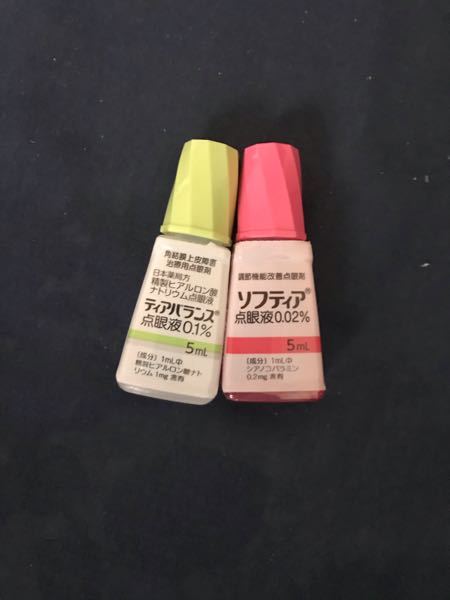 角結膜上皮障害
治療用点眼剤
日本薬局方
精製ヒアルロン酸
ナトリウム点眼液
ティアバランス®
点眼液0.1%
5mL
(成分) 1mL中
精製ヒアルロン酸ナト
リウム 1mg 含有
調節機能改善点眼剤
ソフティア®
点眼液0.02%
5mL
(成分) 1mL中
シアノコバラミン
0.2mg 含有